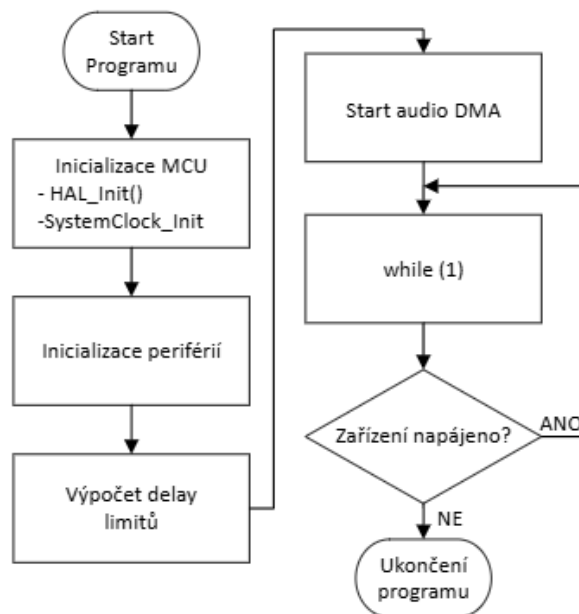 Start
Programu
Inicializace MCU
- HAL_Init()
-SystemClock_Init
Inicializace periférií
Výpočet delay
limitů
Start audio DMA
while (1)
Zařízení napájeno?
ANO
NE
Ukončení
programu